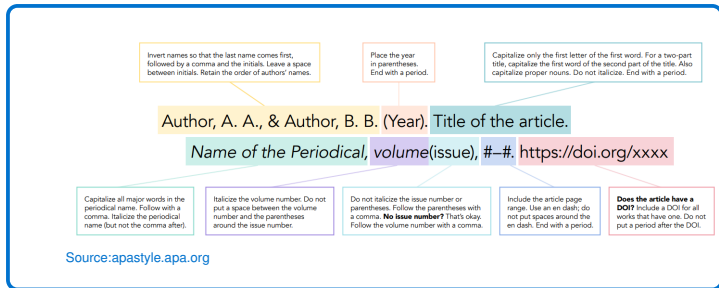 Invert names so that the last name comes first,
followed by a comma and the initials. Leave a space
between initials. Retain the order of authors' names.
Place the year
in parentheses.
End with a period.
Capitalize only the first letter of the first word. For a two-part
title, capitalize the first word of the second part of the title. Also
capitalize proper nouns. Do not italicize. End with a period.
Author, A. A., & Author, B. B. (Year). Title of the article.
Name of the Periodical, volume(issue), #–#. https://doi.org/xxxx
Capitalize all major words in the
periodical name. Follow with a
comma. Italicize the periodical
name (but not the comma after).
Italicize the volume number. Do not
put a space between the volume
number and the parentheses
around the issue number.
Do not italicize the issue number or
parentheses. Follow the parentheses with
a comma. No issue number? That's okay.
Follow the volume number with a comma.
Include the article page
range. Use an en dash; do
not put spaces around the
en dash. End with a period.
Does the article have a
DOI? Include a DOI for all
works that have one. Do not
put a period after the DOI.
Source:apastyle.apa.org